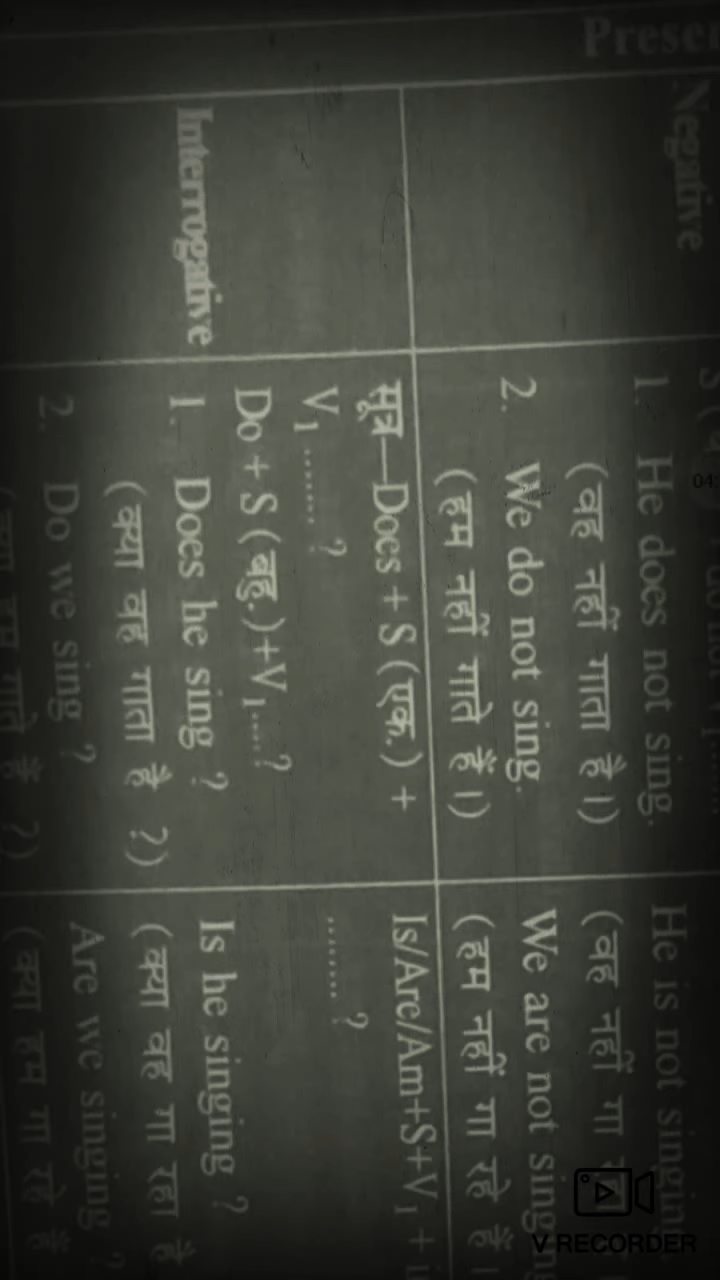 Negative
1. He does not sing.
(वह नहीं गाता है।)
2. We do not sing.
(हम नहीं गाते हैं।)
He is not singing.
(वह नहीं गा
We are not singing
(हम नहीं गा रहे हैं।
Interrogative
सूत्र—Does + S (एक.) +
V1 ....... ?
Do + S (बहु.)+V1....?
1. Does he sing ?
(क्या वह गाता है ?)
2. Do we sing ?
(क्या हम गाते हैं ?)
Is/Are/Am+S+V1 +
........ ?
Is he singing ?
(क्या वह गा रहा है
Are we singing ?
(क्या हम गा रहे हैं
V RECORDER